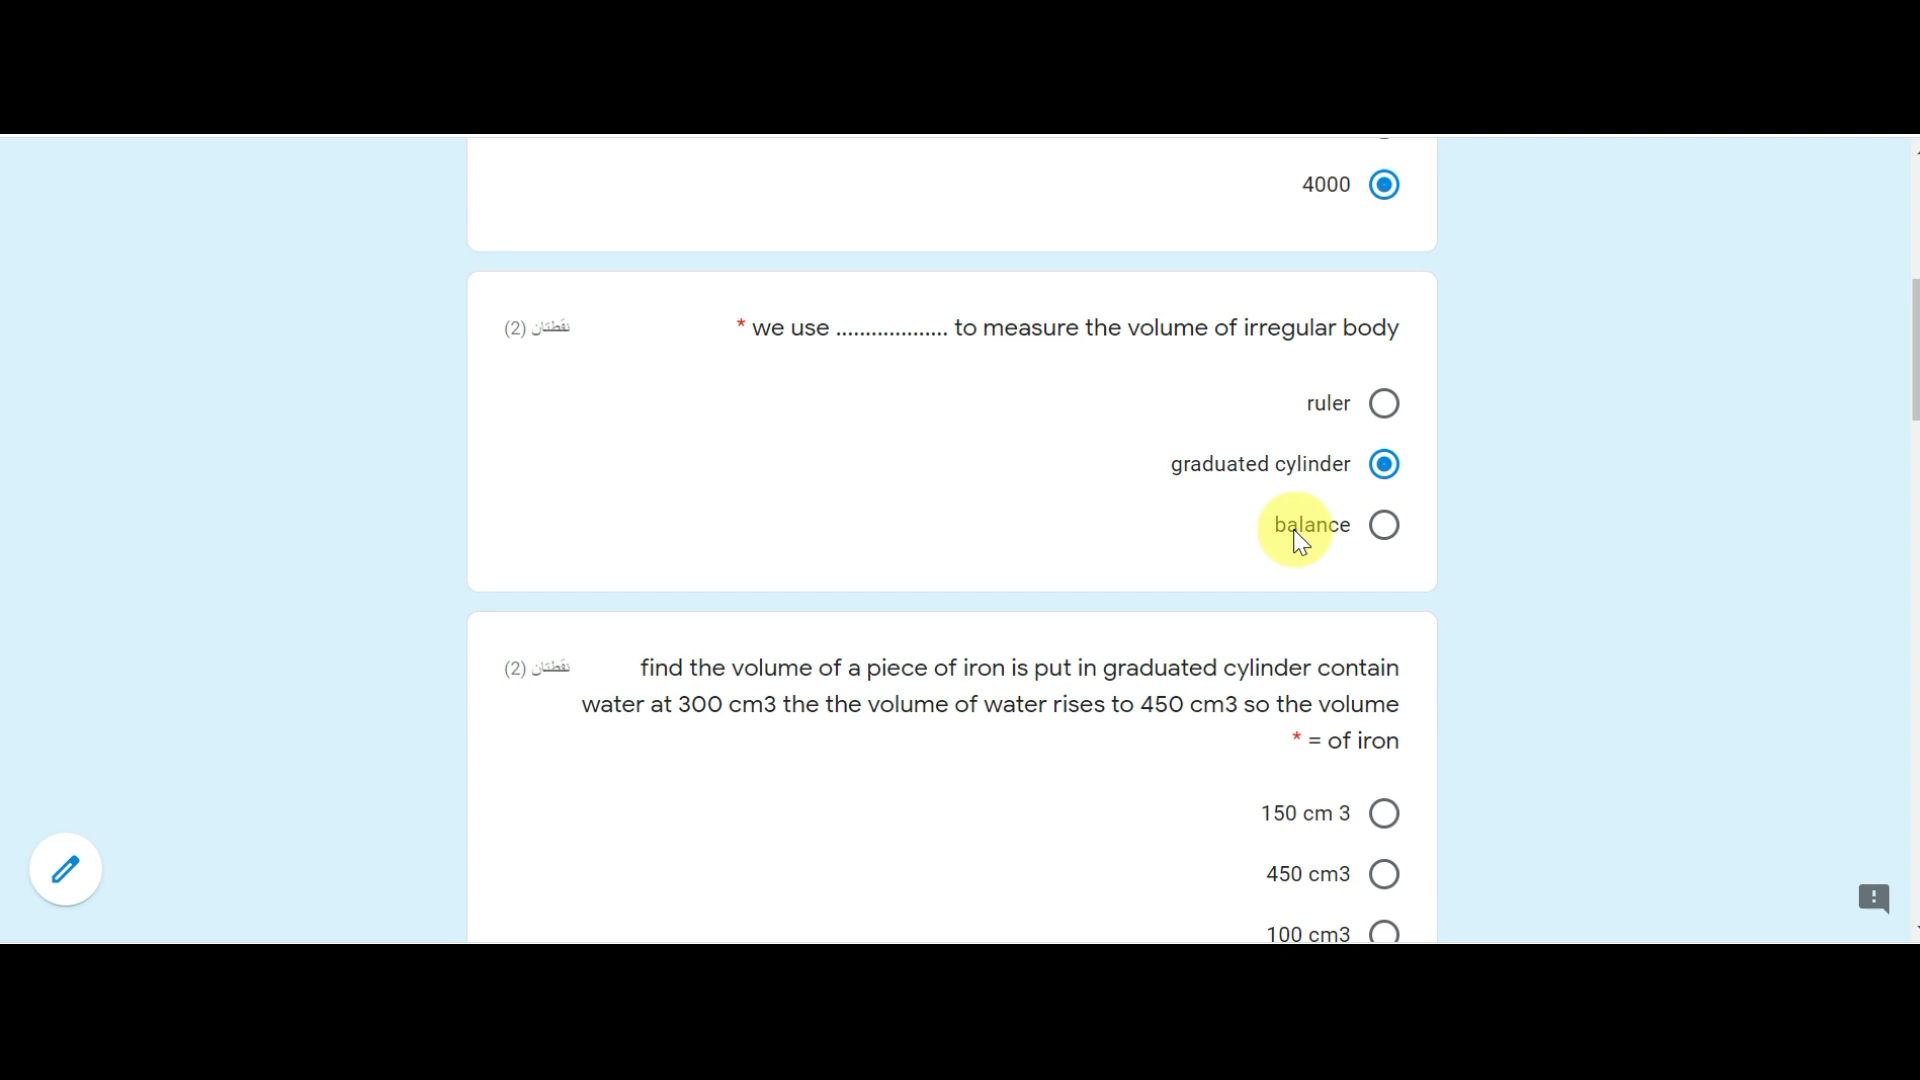 4000
* we use ................... to measure the volume of irregular body
نقطتان (2)
ruler
graduated cylinder
balance
find the volume of a piece of iron is put in graduated cylinder contain
نقطتان (2)
water at 300 cm3 the the volume of water rises to 450 cm3 so the volume
* = of iron
150 cm 3
450 cm3
100 cm3